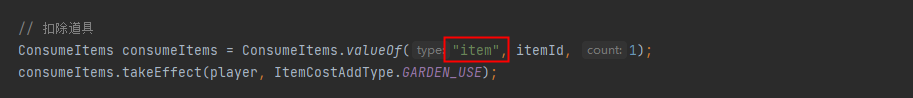 // 扣除道具
ConsumeItems consumeItems = ConsumeItems.valueOf( type: "item", itemId, count: 1);
consumeItems.takeEffect(player, ItemCostAddType.GARDEN_USE);